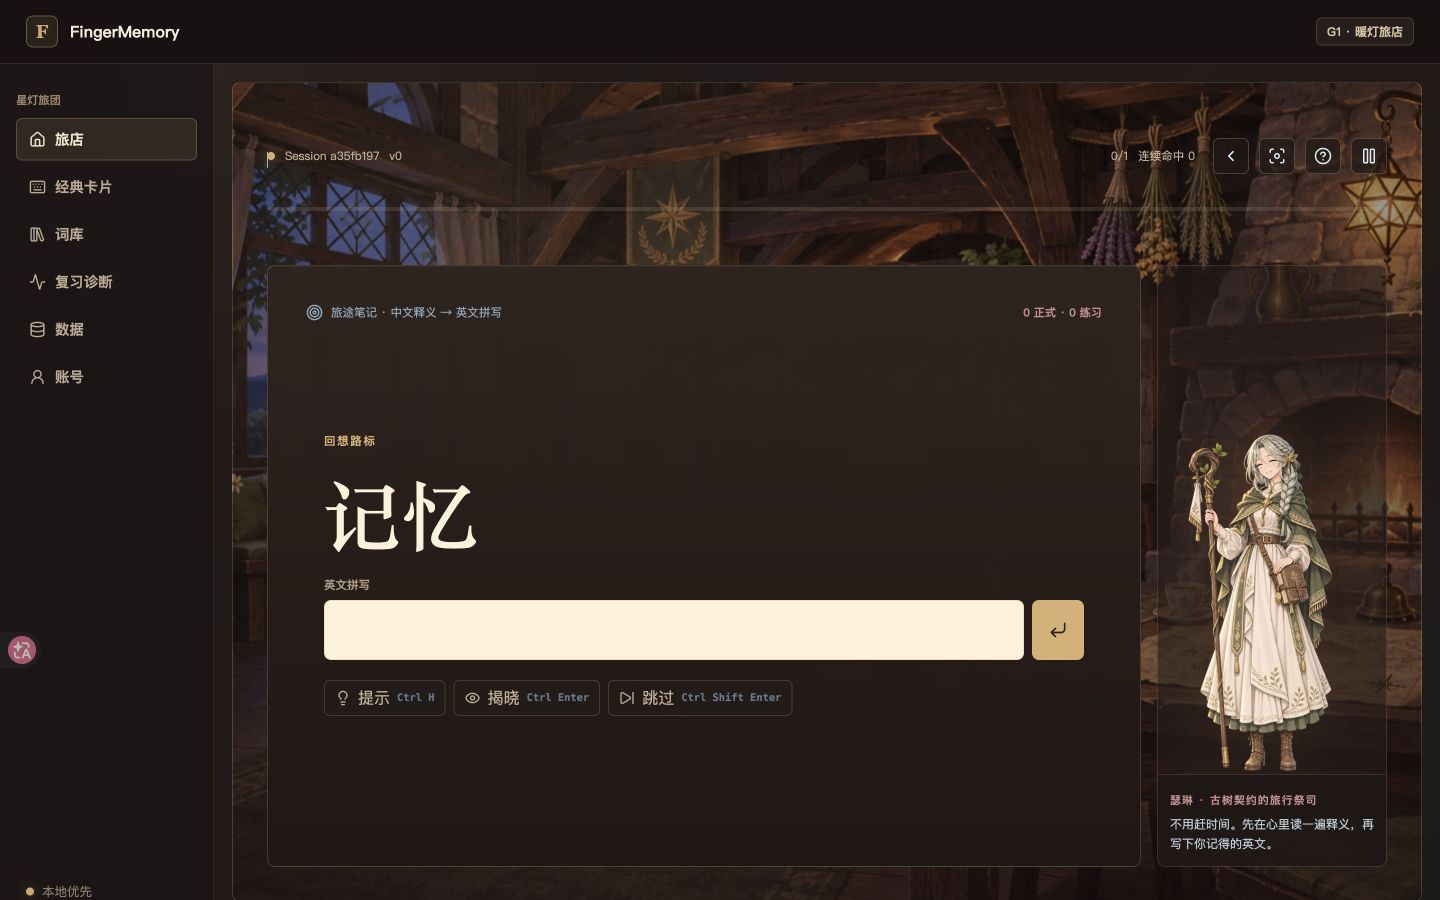 F
FingerMemory
G1 · 暖灯旅店
星灯旅团
旅店
经典卡片
词库
复习诊断
数据
账号
本地优先
Session a35fb197 v0
0/1 连续命中 0
旅途笔记 · 中文释义 → 英文拼写
0 正式 · 0 练习
回想路标
记忆
英文拼写
提示 Ctrl H
揭晓 Ctrl Enter
跳过 Ctrl Shift Enter
瑟琳 · 古树契约的旅行祭司
不用赶时间。先在心里读一遍释义，再
写下你记得的英文。